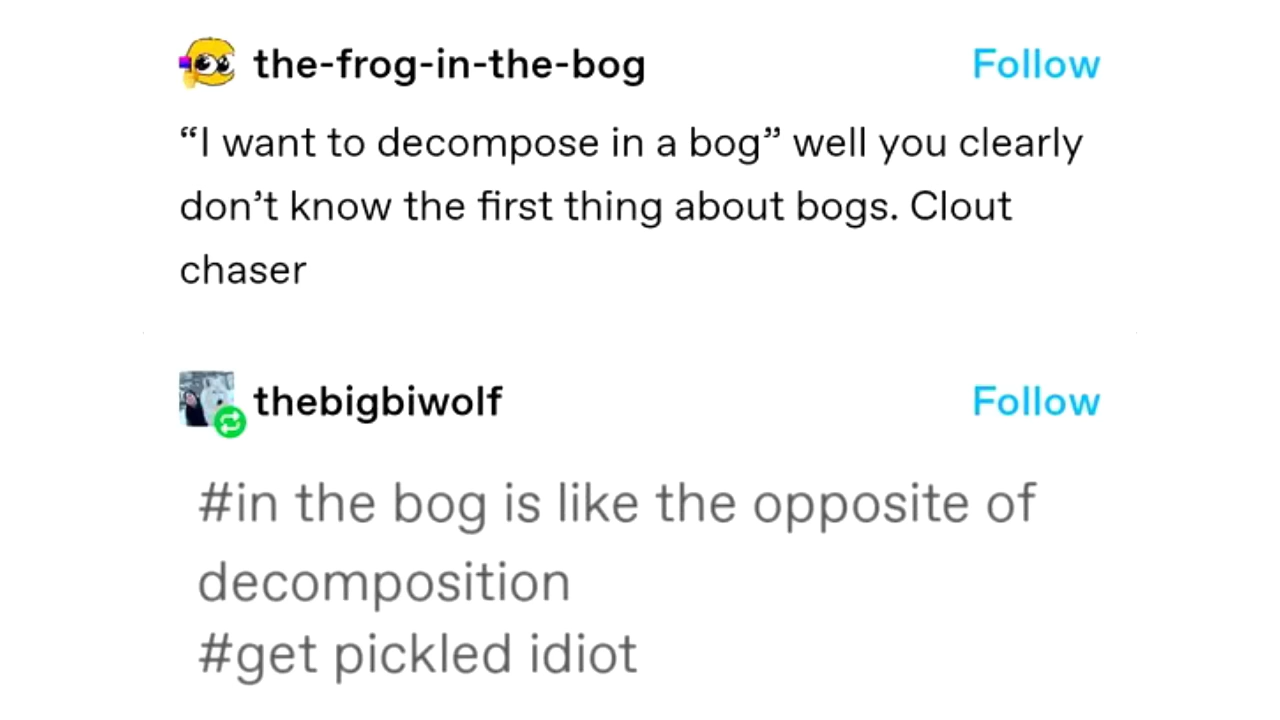 the-frog-in-the-bog Follow
“I want to decompose in a bog” well you clearly
don’t know the first thing about bogs. Clout
chaser
thebigbiwolf Follow
#in the bog is like the opposite of
decomposition
#get pickled idiot